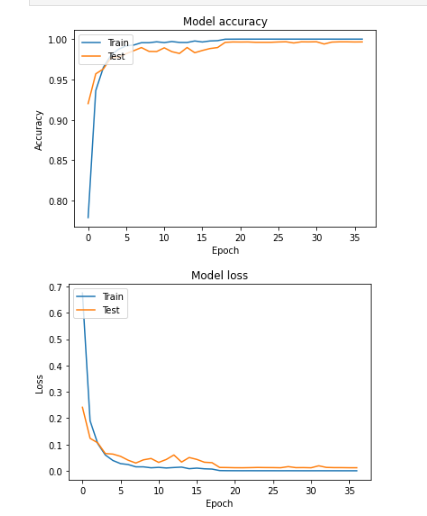 Model accuracy
1.00
0.95
0.90
0.85
0.80
Accuracy
Train
Test
0 5 10 15 20 25 30 35
Epoch
Model loss
0.7
0.6
0.5
0.4
0.3
0.2
0.1
0.0
Loss
Train
Test
0 5 10 15 20 25 30 35
Epoch